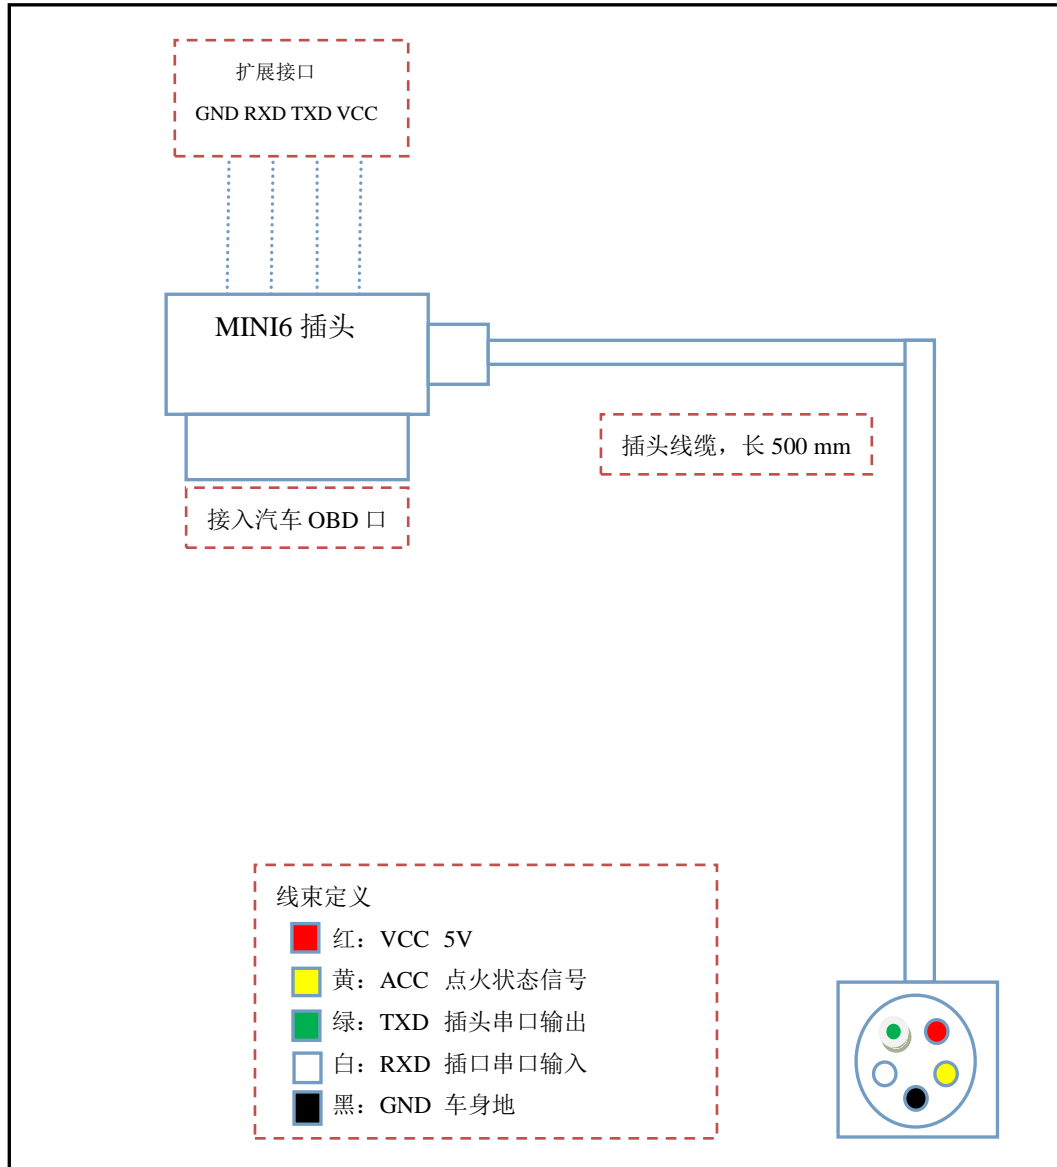 扩展接口
GND RXD TXD VCC
MINI6 插头
插头线缆，长 500 mm
接入汽车 OBD 口
线束定义
红：VCC 5V
黄：ACC 点火状态信号
绿：TXD 插头串口输出
白：RXD 插口串口输入
黑：GND 车身地